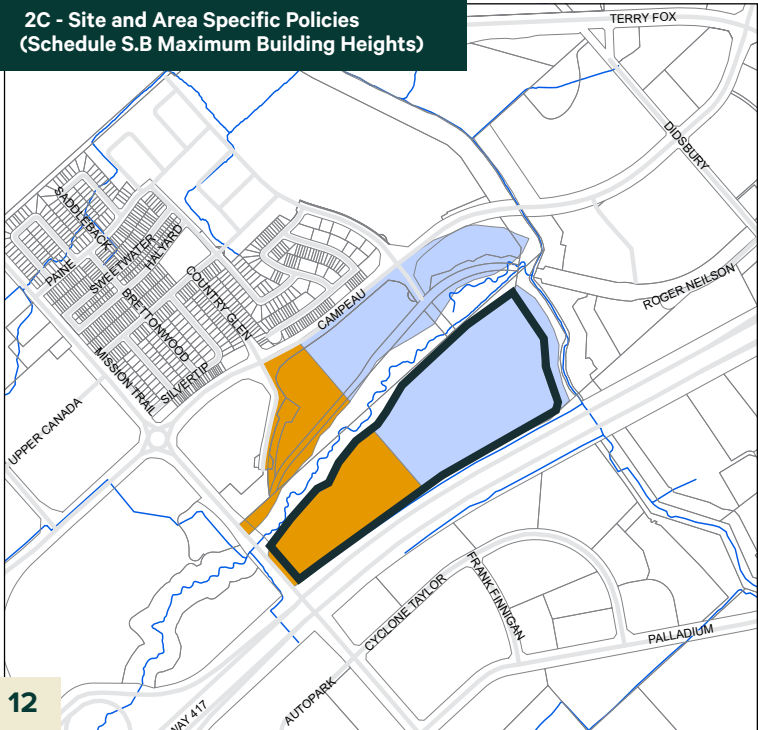 2C - Site and Area Specific Policies
(Schedule S.B Maximum Building Heights)
TERRY FOX
DIDSBURY
SADDLEBACK
SWEETWATER
HALYARD
PAINE
COUNTRY GLEN
BRETTONWOOD
CAMPEAU
ROGER NEILSON
MISSION TRAIL
SILVERTIP
UPPER CANADA
CYCLONE TAYLOR
FRANK FINNIGAN
PALLADIUM
AUTOPARK
WAY 417
12